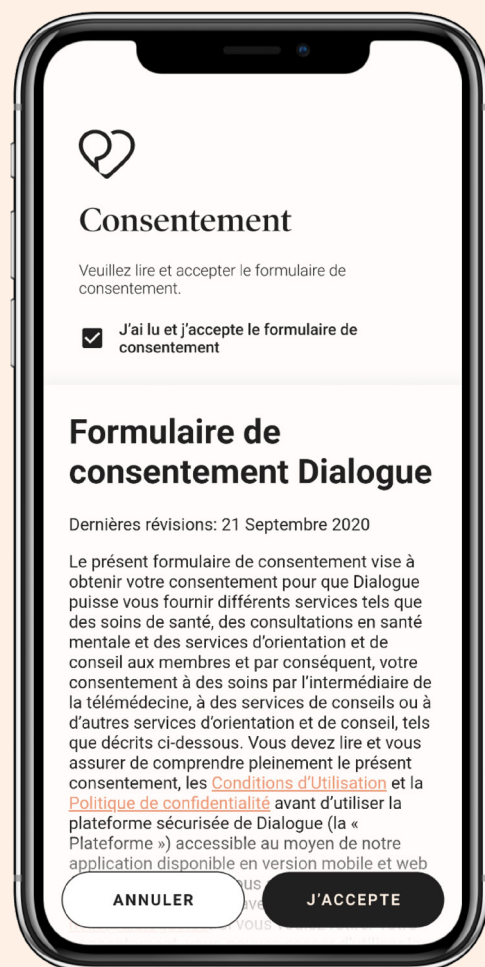 Consentement
Veuillez lire et accepter le formulaire de
consentement.
J'ai lu et j'accepte le formulaire de
consentement
Formulaire de
consentement Dialogue
Dernières révisions: 21 Septembre 2020
Le présent formulaire de consentement vise à
obtenir votre consentement pour que Dialogue
puisse vous fournir différents services tels que
des soins de santé, des consultations en santé
mentale et des services d'orientation et de
conseil aux membres et par conséquent, votre
consentement à des soins par l'intermédiaire de
la télémédecine, à des services de conseils ou à
d'autres services d'orientation et de conseil, tels
que décrits ci-dessous. Vous devez lire et vous
assurer de comprendre pleinement le présent
consentement, les Conditions d'Utilisation et la
Politique de confidentialité avant d'utiliser la
plateforme sécurisée de Dialogue (la «
Plateforme ») accessible au moyen de notre
application disponible en version mobile et web
ANNULER
J'ACCEPTE